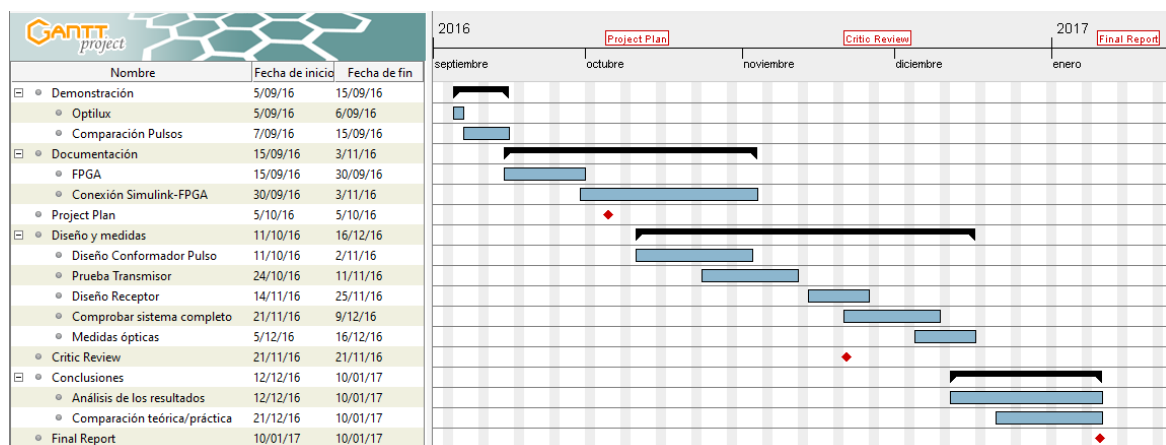 GANTT
project
2016
2017
Project Plan
Critic Review
Final Report
septiembre octubre noviembre diciembre enero
Nombre Fecha de inicio Fecha de fin
Demonstración 5/09/16 15/09/16
Optilux 5/09/16 6/09/16
Comparación Pulsos 7/09/16 15/09/16
Documentación 15/09/16 3/11/16
FPGA 15/09/16 30/09/16
Conexión Simulink-FPGA 30/09/16 3/11/16
Project Plan 5/10/16 5/10/16
Diseño y medidas 11/10/16 16/12/16
Diseño Conformador Pulso 11/10/16 2/11/16
Prueba Transmisor 24/10/16 11/11/16
Diseño Receptor 14/11/16 25/11/16
Comprobar sistema completo 21/11/16 9/12/16
Medidas ópticas 5/12/16 16/12/16
Critic Review 21/11/16 21/11/16
Conclusiones 12/12/16 10/01/17
Análisis de los resultados 12/12/16 10/01/17
Comparación teórica/práctica 21/12/16 10/01/17
Final Report 10/01/17 10/01/17